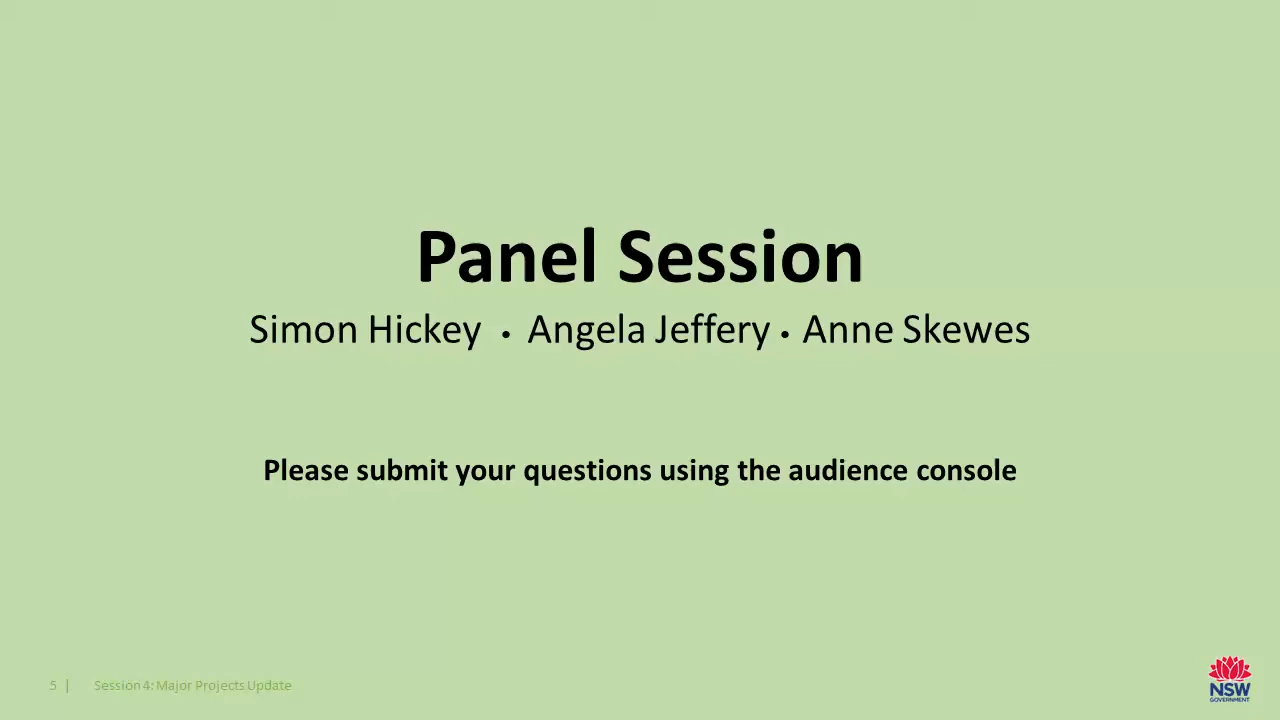 Panel Session
Simon Hickey • Angela Jeffery • Anne Skewes
Please submit your questions using the audience console
5 | Session 4: Major Projects Update
NSW
GOVERNMENT